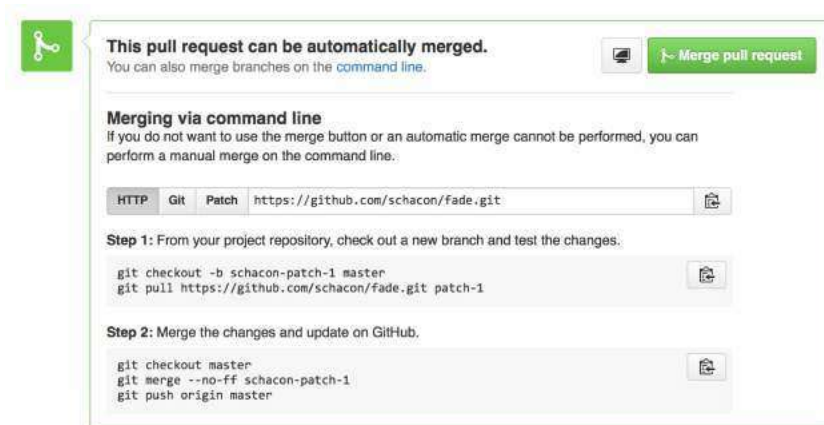 This pull request can be automatically merged.
You can also merge branches on the command line.
Merge pull request
Merging via command line
If you do not want to use the merge button or an automatic merge cannot be performed, you can
perform a manual merge on the command line.
HTTP Git Patch https://github.com/schacon/fade.git
Step 1: From your project repository, check out a new branch and test the changes.
git checkout -b schacon-patch-1 master
git pull https://github.com/schacon/fade.git patch-1
Step 2: Merge the changes and update on GitHub.
git checkout master
git merge --no-ff schacon-patch-1
git push origin master